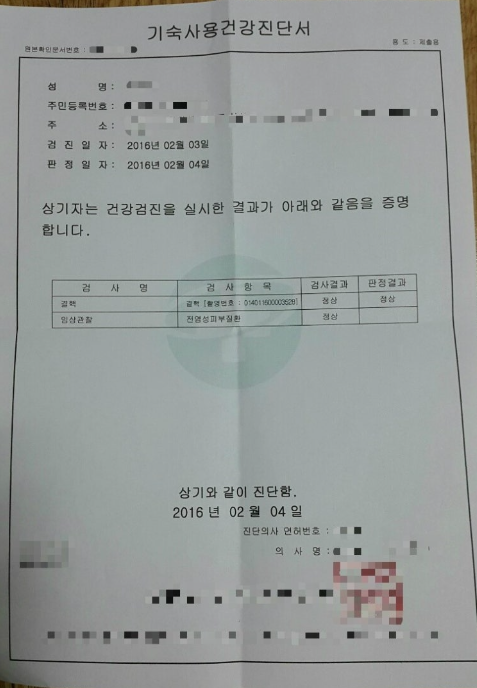 기숙사용건강진단서
원본확인문서번호 :
용 도 : 제출용
성 명 :
주민등록번호 :
주 소 :
검 진 일 자 : 2016년 02월 03일
판 정 일 자 : 2016년 02월 04일
상기자는 건강검진을 실시한 결과가 아래와 같음을 증명
합니다.
검 사 명 검 사 항 목 검사결과 판정결과
결핵 결핵 [촬영번호 : 014011600003528] 정상 정상
임상관찰 전염성피부질환 정상
상기와 같이 진단함.
2016 년 02 월 04 일
진단의사 면허번호 :
의 사 명 :